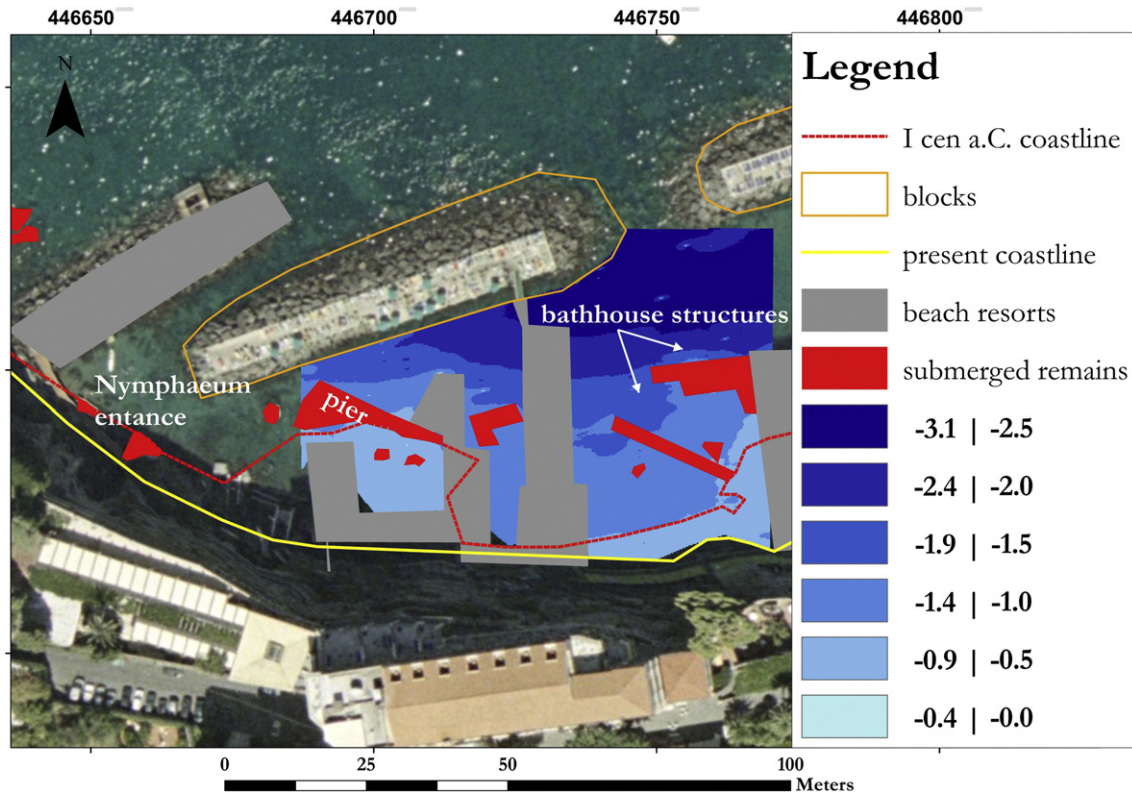 446650 446700 446750 446800
N
Legend
I cen a.C. coastline
blocks
present coastline
beach resorts
submerged remains
-3.1 | -2.5
-2.4 | -2.0
-1.9 | -1.5
-1.4 | -1.0
-0.9 | -0.5
-0.4 | -0.0
bathhouse structures
Nymphaeum
entance
pier
0 25 50 100
Meters